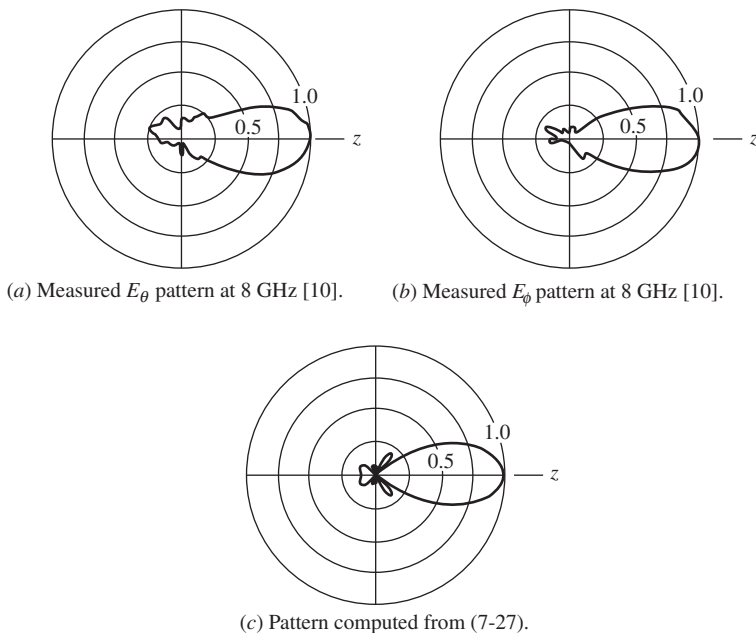 1.0
0.5
z
(a) Measured E_θ pattern at 8 GHz [10].
1.0
0.5
z
(b) Measured E_ϕ pattern at 8 GHz [10].
1.0
0.5
z
(c) Pattern computed from (7-27).